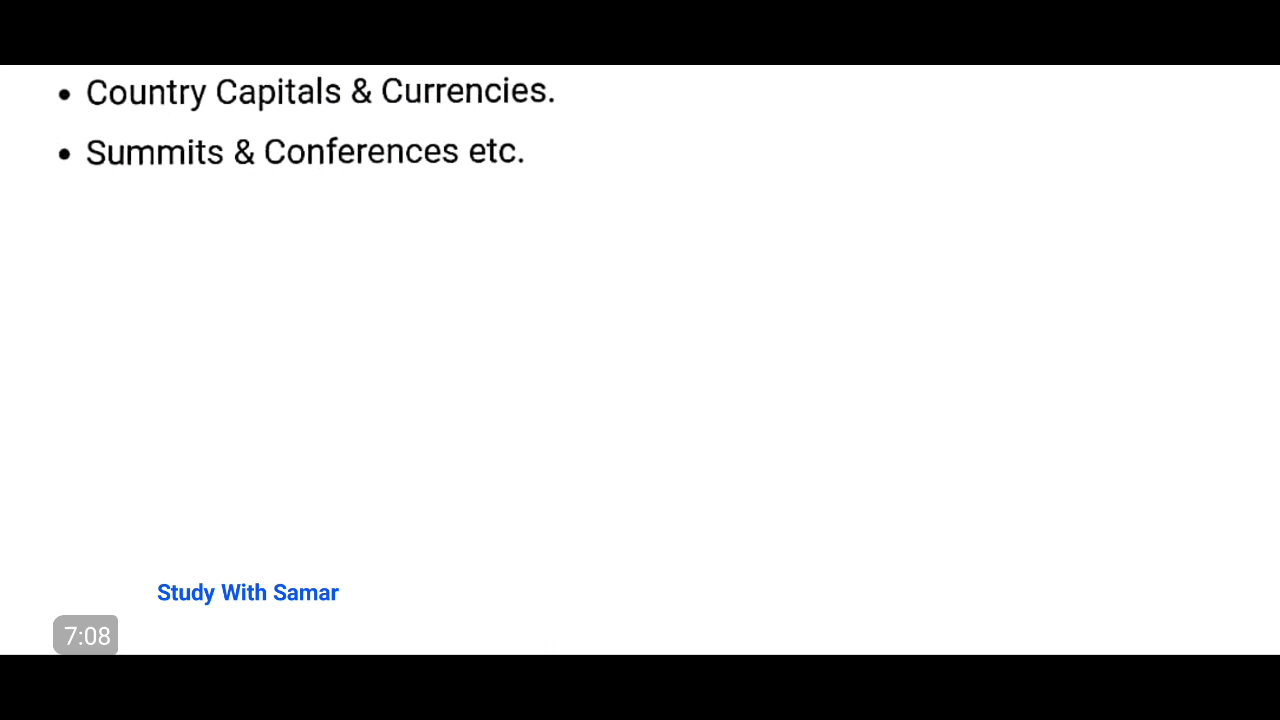 • Country Capitals & Currencies.
• Summits & Conferences etc.
Study With Samar
7:08